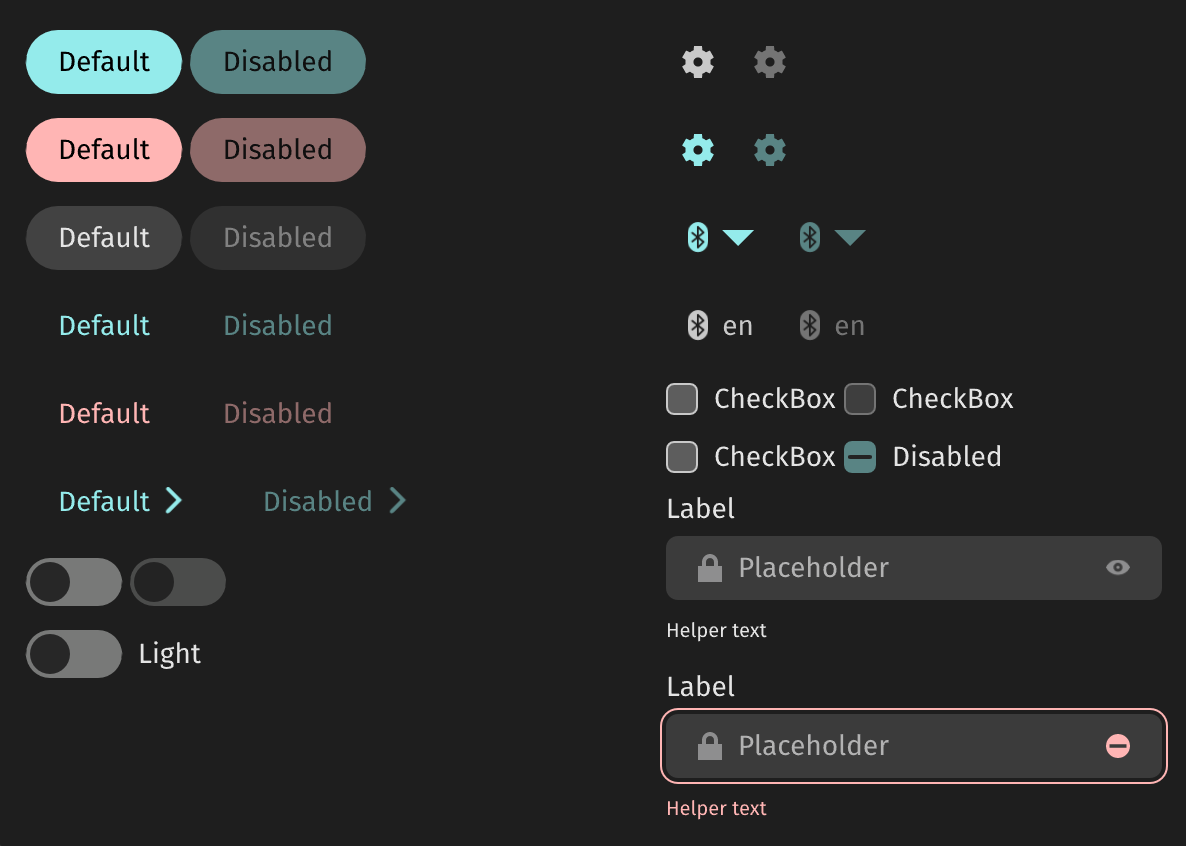 Default Disabled
Default Disabled
Default Disabled
Default Disabled
Default Disabled
Default Disabled
Light
en en
CheckBox CheckBox
CheckBox Disabled
Label
Placeholder
Helper text
Label
Placeholder
Helper text